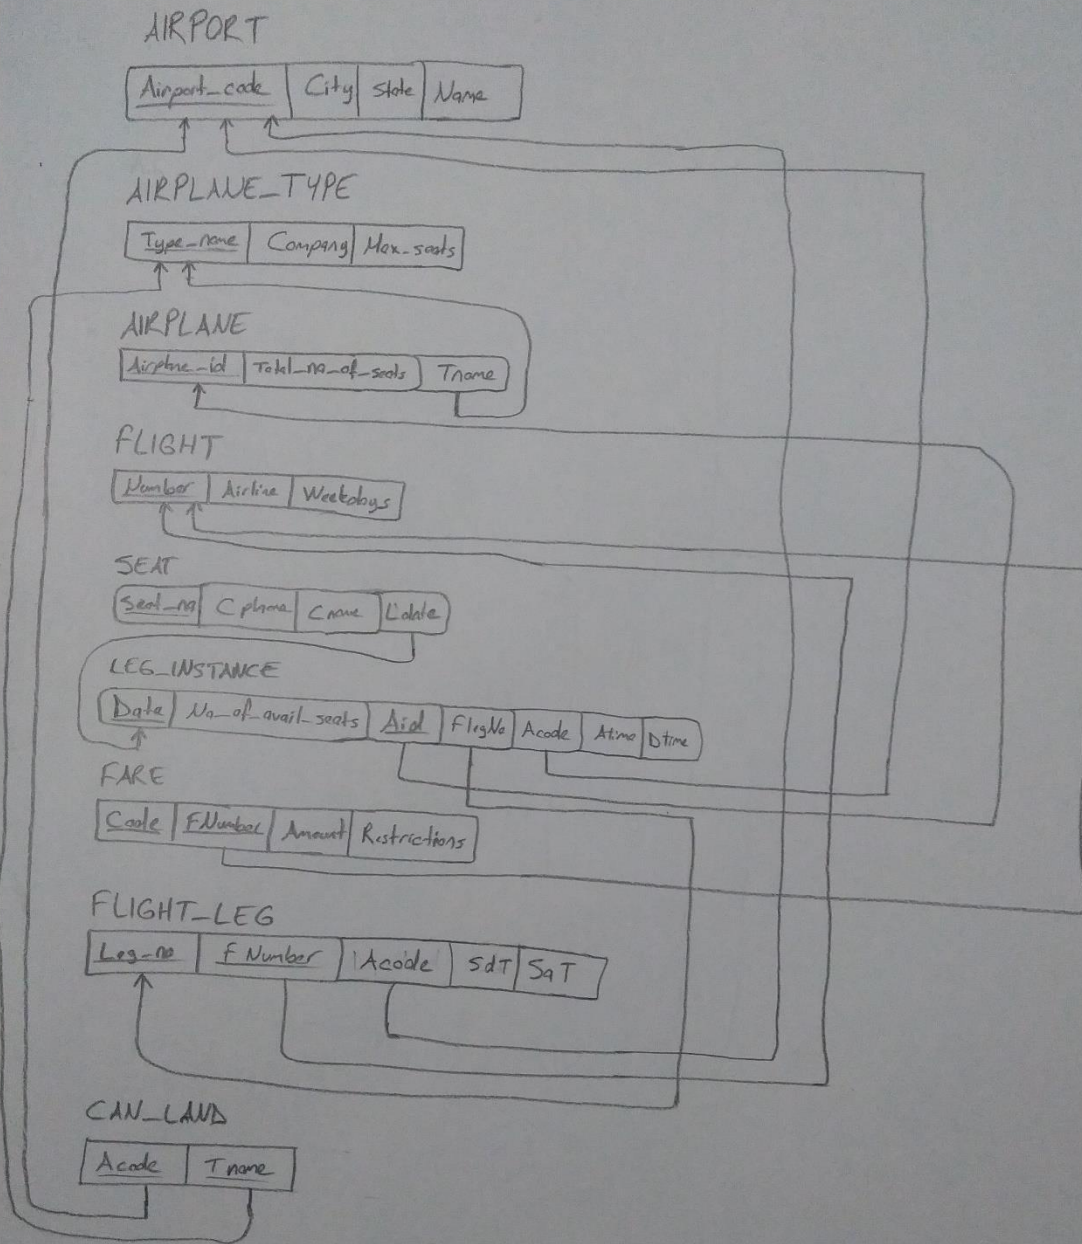 AIRPORT
Airport_code City State Name
AIRPLANE_TYPE
Type_name Company Max_seats
AIRPLANE
Airplane_id Total_no_of_seats Tname
FLIGHT
Number Airline Weekdays
SEAT
Seat_no Cphone Cname Ldate
LEG_INSTANCE
Date No_of_avail_seats Aid FlegNo Acode Atime Dtime
FARE
Code FNumber Amount Restrictions
FLIGHT_LEG
Leg_no FNumber Acode SdT SaT
CAN_LAND
Acode Tname